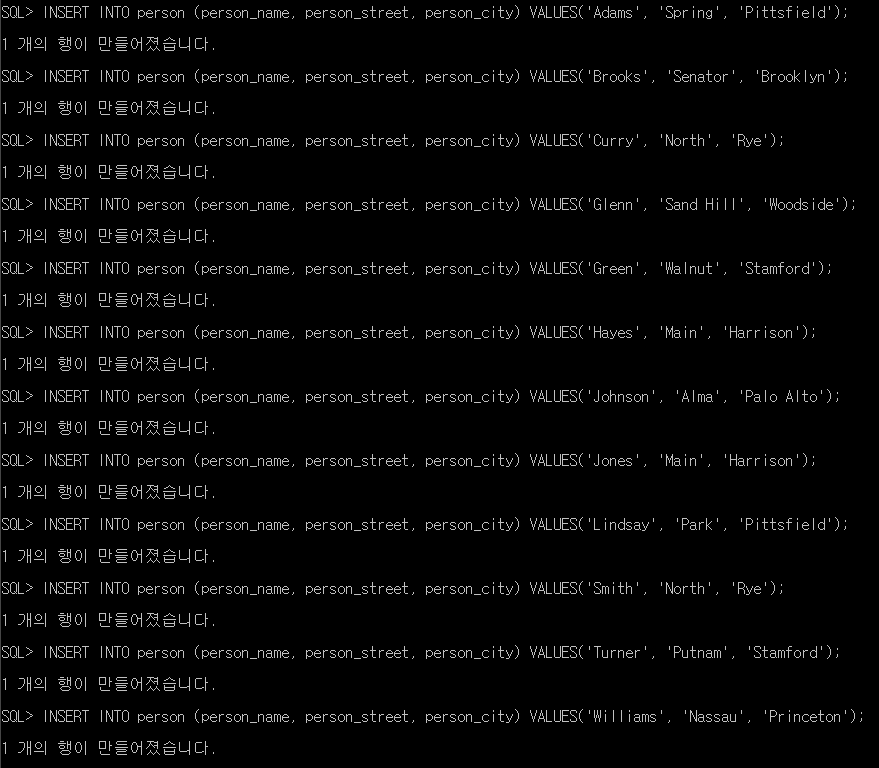 SQL> INSERT INTO person (person_name, person_street, person_city) VALUES('Adams', 'Spring', 'Pittsfield');
1 개의 행이 만들어졌습니다.
SQL> INSERT INTO person (person_name, person_street, person_city) VALUES('Brooks', 'Senator', 'Brooklyn');
1 개의 행이 만들어졌습니다.
SQL> INSERT INTO person (person_name, person_street, person_city) VALUES('Curry', 'North', 'Rye');
1 개의 행이 만들어졌습니다.
SQL> INSERT INTO person (person_name, person_street, person_city) VALUES('Glenn', 'Sand Hill', 'Woodside');
1 개의 행이 만들어졌습니다.
SQL> INSERT INTO person (person_name, person_street, person_city) VALUES('Green', 'Walnut', 'Stamford');
1 개의 행이 만들어졌습니다.
SQL> INSERT INTO person (person_name, person_street, person_city) VALUES('Hayes', 'Main', 'Harrison');
1 개의 행이 만들어졌습니다.
SQL> INSERT INTO person (person_name, person_street, person_city) VALUES('Johnson', 'Alma', 'Palo Alto');
1 개의 행이 만들어졌습니다.
SQL> INSERT INTO person (person_name, person_street, person_city) VALUES('Jones', 'Main', 'Harrison');
1 개의 행이 만들어졌습니다.
SQL> INSERT INTO person (person_name, person_street, person_city) VALUES('Lindsay', 'Park', 'Pittsfield');
1 개의 행이 만들어졌습니다.
SQL> INSERT INTO person (person_name, person_street, person_city) VALUES('Smith', 'North', 'Rye');
1 개의 행이 만들어졌습니다.
SQL> INSERT INTO person (person_name, person_street, person_city) VALUES('Turner', 'Putnam', 'Stamford');
1 개의 행이 만들어졌습니다.
SQL> INSERT INTO person (person_name, person_street, person_city) VALUES('Williams', 'Nassau', 'Princeton');
1 개의 행이 만들어졌습니다.